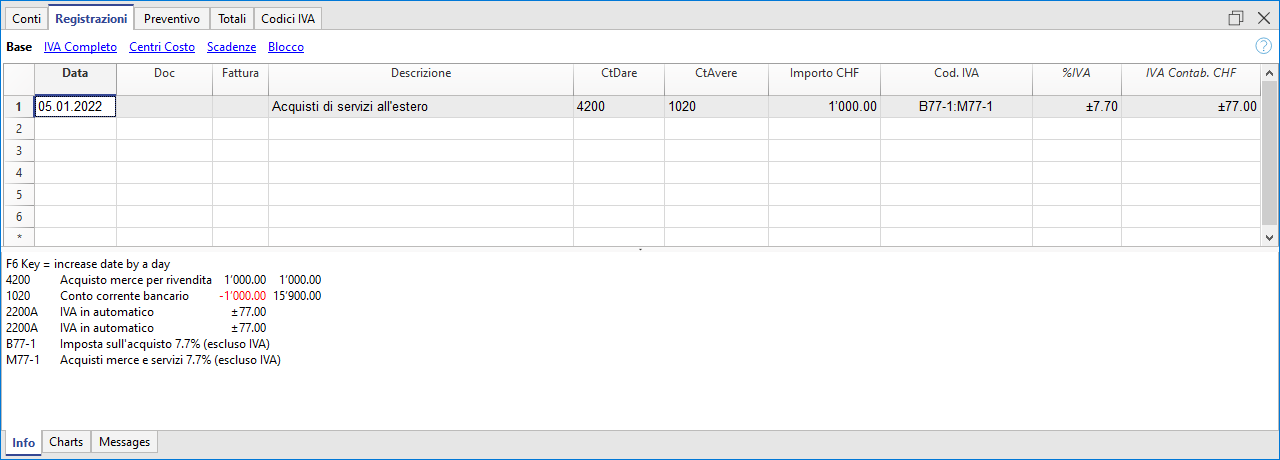 Conti Registrazioni Preventivo Totali Codici IVA
Base IVA Completo Centri Costo Scadenze Blocco ?
Data Doc Fattura Descrizione CtDare CtAvere Importo CHF Cod. IVA %IVA IVA Contab. CHF
1 05.01.2022 Acquisti di servizi all'estero 4200 1020 1'000.00 B77-1:M77-1 ±7.70 ±77.00
2
3
4
5
6
*
F6 Key = increase date by a day
4200 Acquisto merce per rivendita 1'000.00 1'000.00
1020 Conto corrente bancario -1'000.00 15'900.00
2200A IVA in automatico ±77.00
2200A IVA in automatico ±77.00
B77-1 Imposta sull'acquisto 7.7% (escluso IVA)
M77-1 Acquisti merce e servizi 7.7% (escluso IVA)
Info Charts Messages